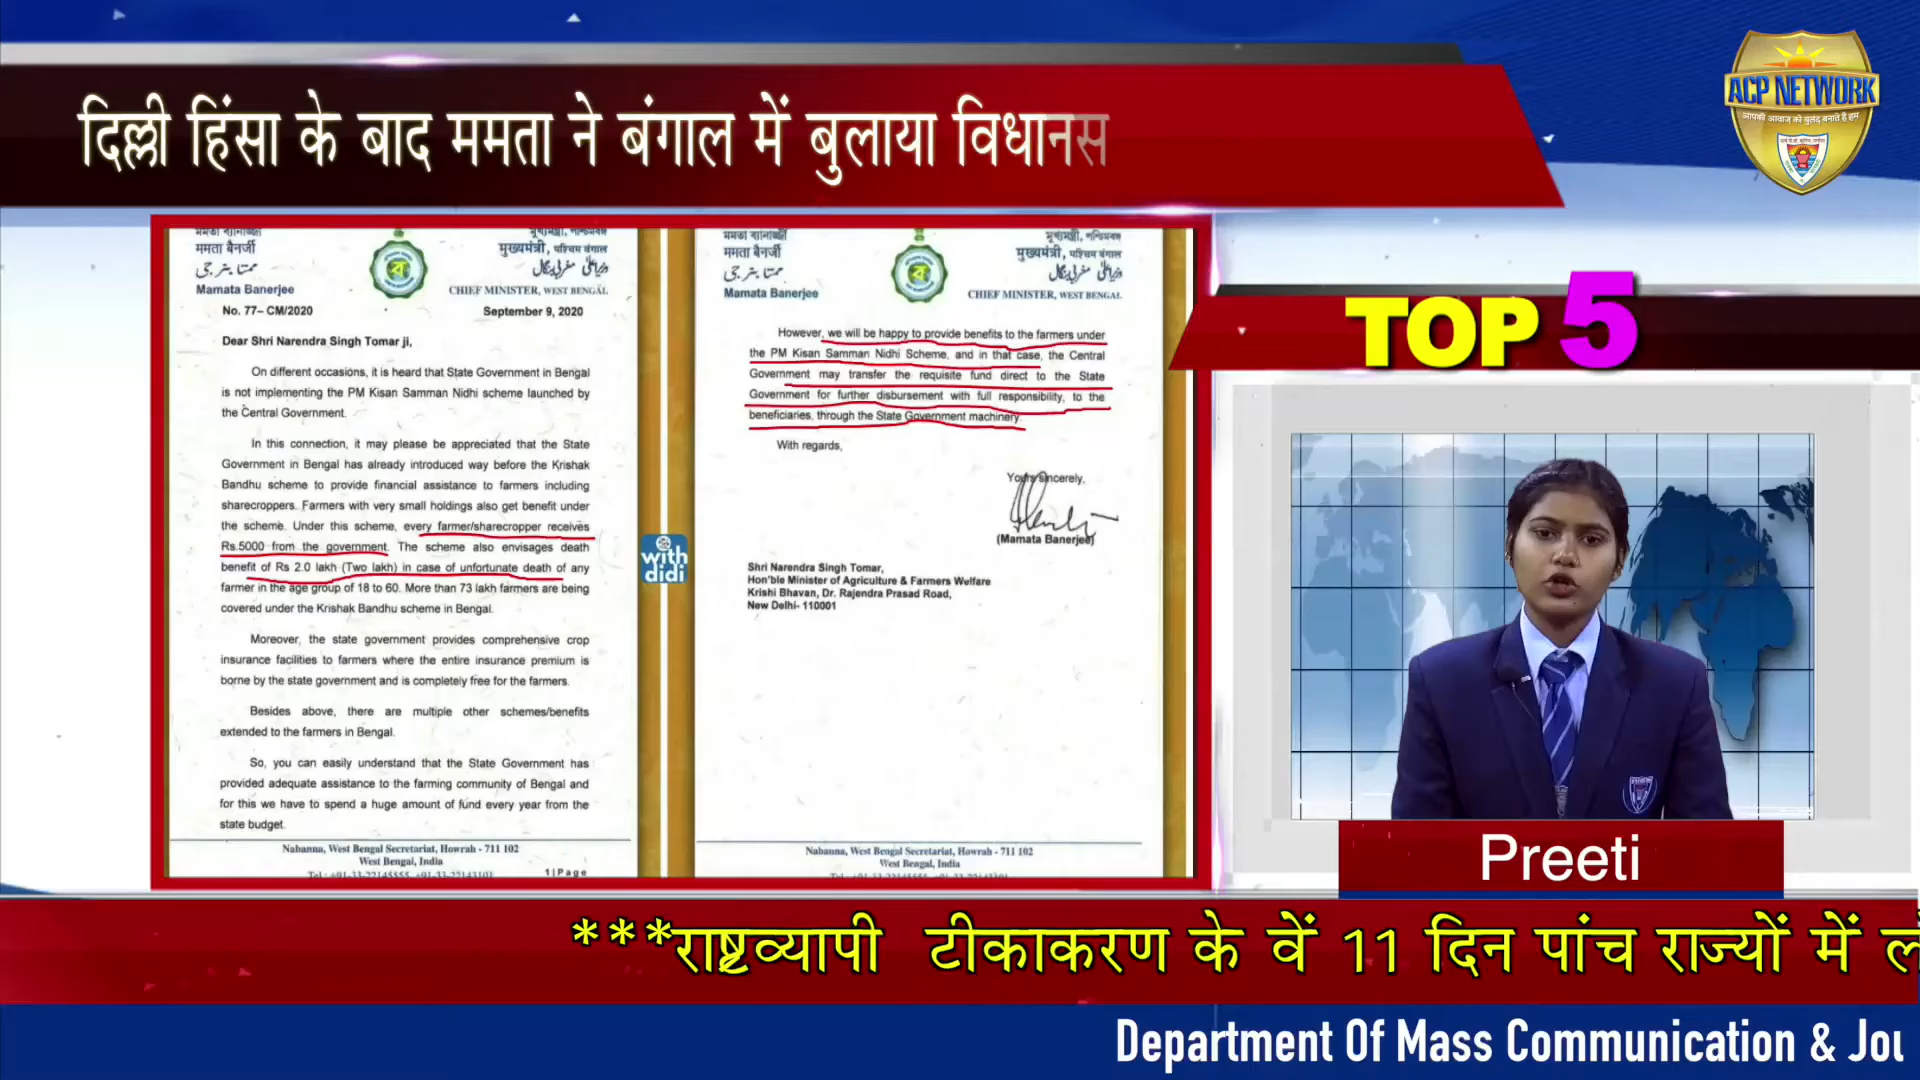 दिल्ली हिंसा के बाद ममता ने बंगाल में बुलाया विधानस
ACP NETWORK
आपकी आवाज को बुलंद बनाते है हम
ममता बैनर্জী
Mamata Banerjee
मुख्यमंत्री, पश्चिम बंगाल
CHIEF MINISTER, WEST BENGAL
No. 77– CM/2020
September 9, 2020
Dear Shri Narendra Singh Tomar ji,
On different occasions, it is heard that State Government in Bengal
is not implementing the PM Kisan Samman Nidhi scheme launched by
the Central Government.
In this connection, it may please be appreciated that the State
Government in Bengal has already introduced way before the Krishak
Bandhu scheme to provide financial assistance to farmers including
sharecroppers. Farmers with very small holdings also get benefit under
the scheme. Under this scheme, every farmer/sharecropper receives
Rs.5000 from the government. The scheme also envisages death
benefit of Rs 2.0 lakh (Two lakh) in case of unfortunate death of any
farmer in the age group of 18 to 60. More than 73 lakh farmers are being
covered under the Krishak Bandhu scheme in Bengal.
Moreover, the state government provides comprehensive crop
insurance facilities to farmers where the entire insurance premium is
borne by the state government and is completely free for the farmers.
Besides above, there are multiple other schemes/benefits
extended to the farmers in Bengal.
So, you can easily understand that the State Government has
provided adequate assistance to the farming community of Bengal and
for this we have to spend a huge amount of fund every year from the
state budget.
Nabanna, West Bengal Secretariat, Howrah - 711 102
West Bengal, India
Tel : +91-33-22145555, +91-33-22143101
1 | Page
with
didi
ममता बैनर्जी
Mamata Banerjee
मुख्यमंत्री, पश्चिम बंगाल
CHIEF MINISTER, WEST BENGAL
However, we will be happy to provide benefits to the farmers under
the PM Kisan Samman Nidhi Scheme, and in that case, the Central
Government may transfer the requisite fund direct to the State
Government for further disbursement with full responsibility, to the
beneficiaries, through the State Government machinery.
With regards,
Yours sincerely,
(Mamata Banerjee)
Shri Narendra Singh Tomar,
Hon'ble Minister of Agriculture & Farmers Welfare
Krishi Bhavan, Dr. Rajendra Prasad Road,
New Delhi- 110001
Nabanna, West Bengal Secretariat, Howrah - 711 102
West Bengal, India
TOP 5
Preeti
***राष्ट्रव्यापी टीकाकरण के वें 11 दिन पांच राज्यों में
Department Of Mass Communication & Jou